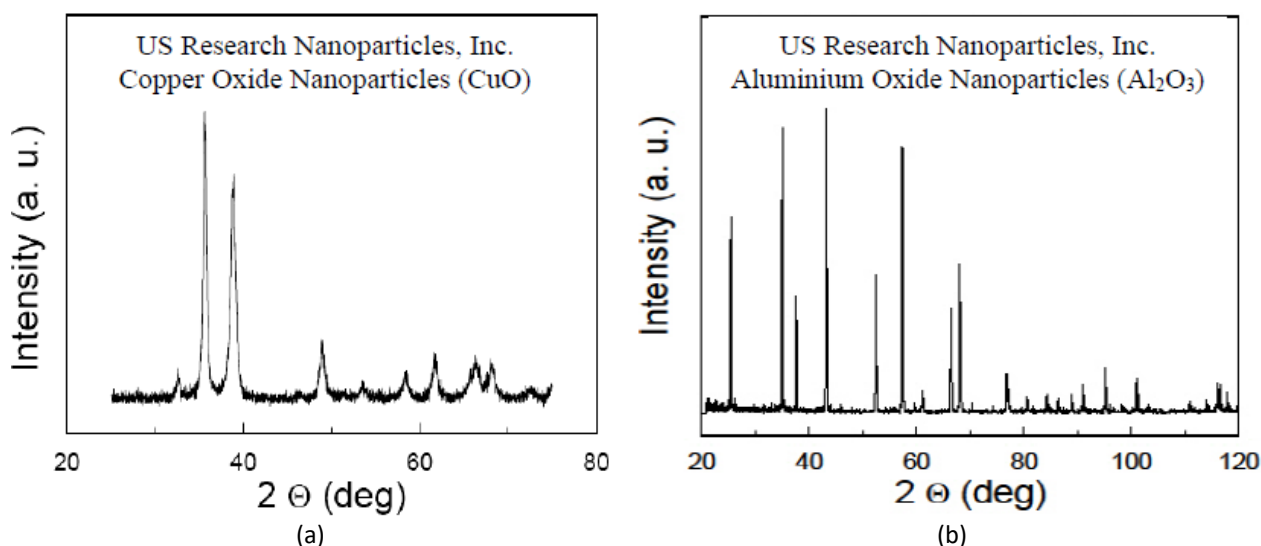 US Research Nanoparticles, Inc.
Copper Oxide Nanoparticles (CuO)
Intensity (a. u.)
20 40 60 80
2 Θ (deg)
(a)
US Research Nanoparticles, Inc.
Aluminium Oxide Nanoparticles (Al₂O₃)
Intensity (a. u.)
20 40 60 80 100 120
2 Θ (deg)
(b)